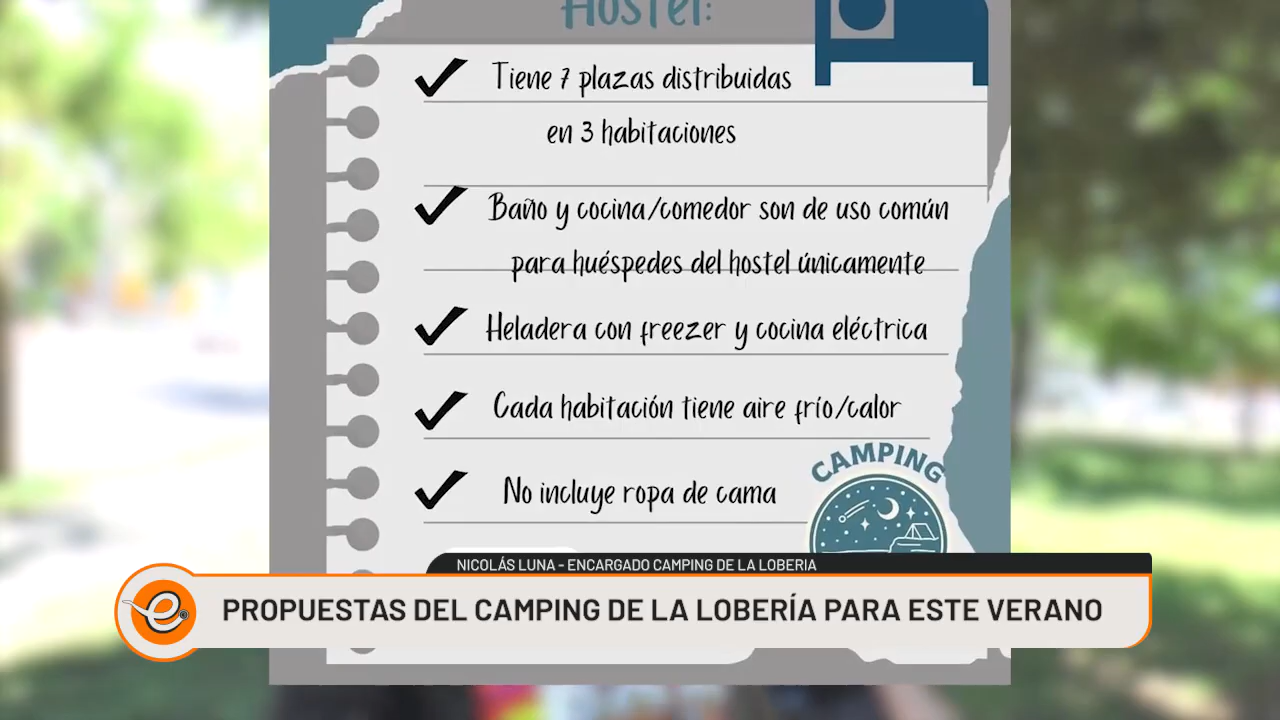 Hostel:
Tiene 7 plazas distribuidas
en 3 habitaciones
Baño y cocina/comedor son de uso común
para huéspedes del hostel únicamente
Heladera con freezer y cocina eléctrica
Cada habitación tiene aire frío/calor
No incluye ropa de cama
CAMPING
NICOLÁS LUNA - ENCARGADO CAMPING DE LA LOBERIA
e
PROPUESTAS DEL CAMPING DE LA LOBERÍA PARA ESTE VERANO